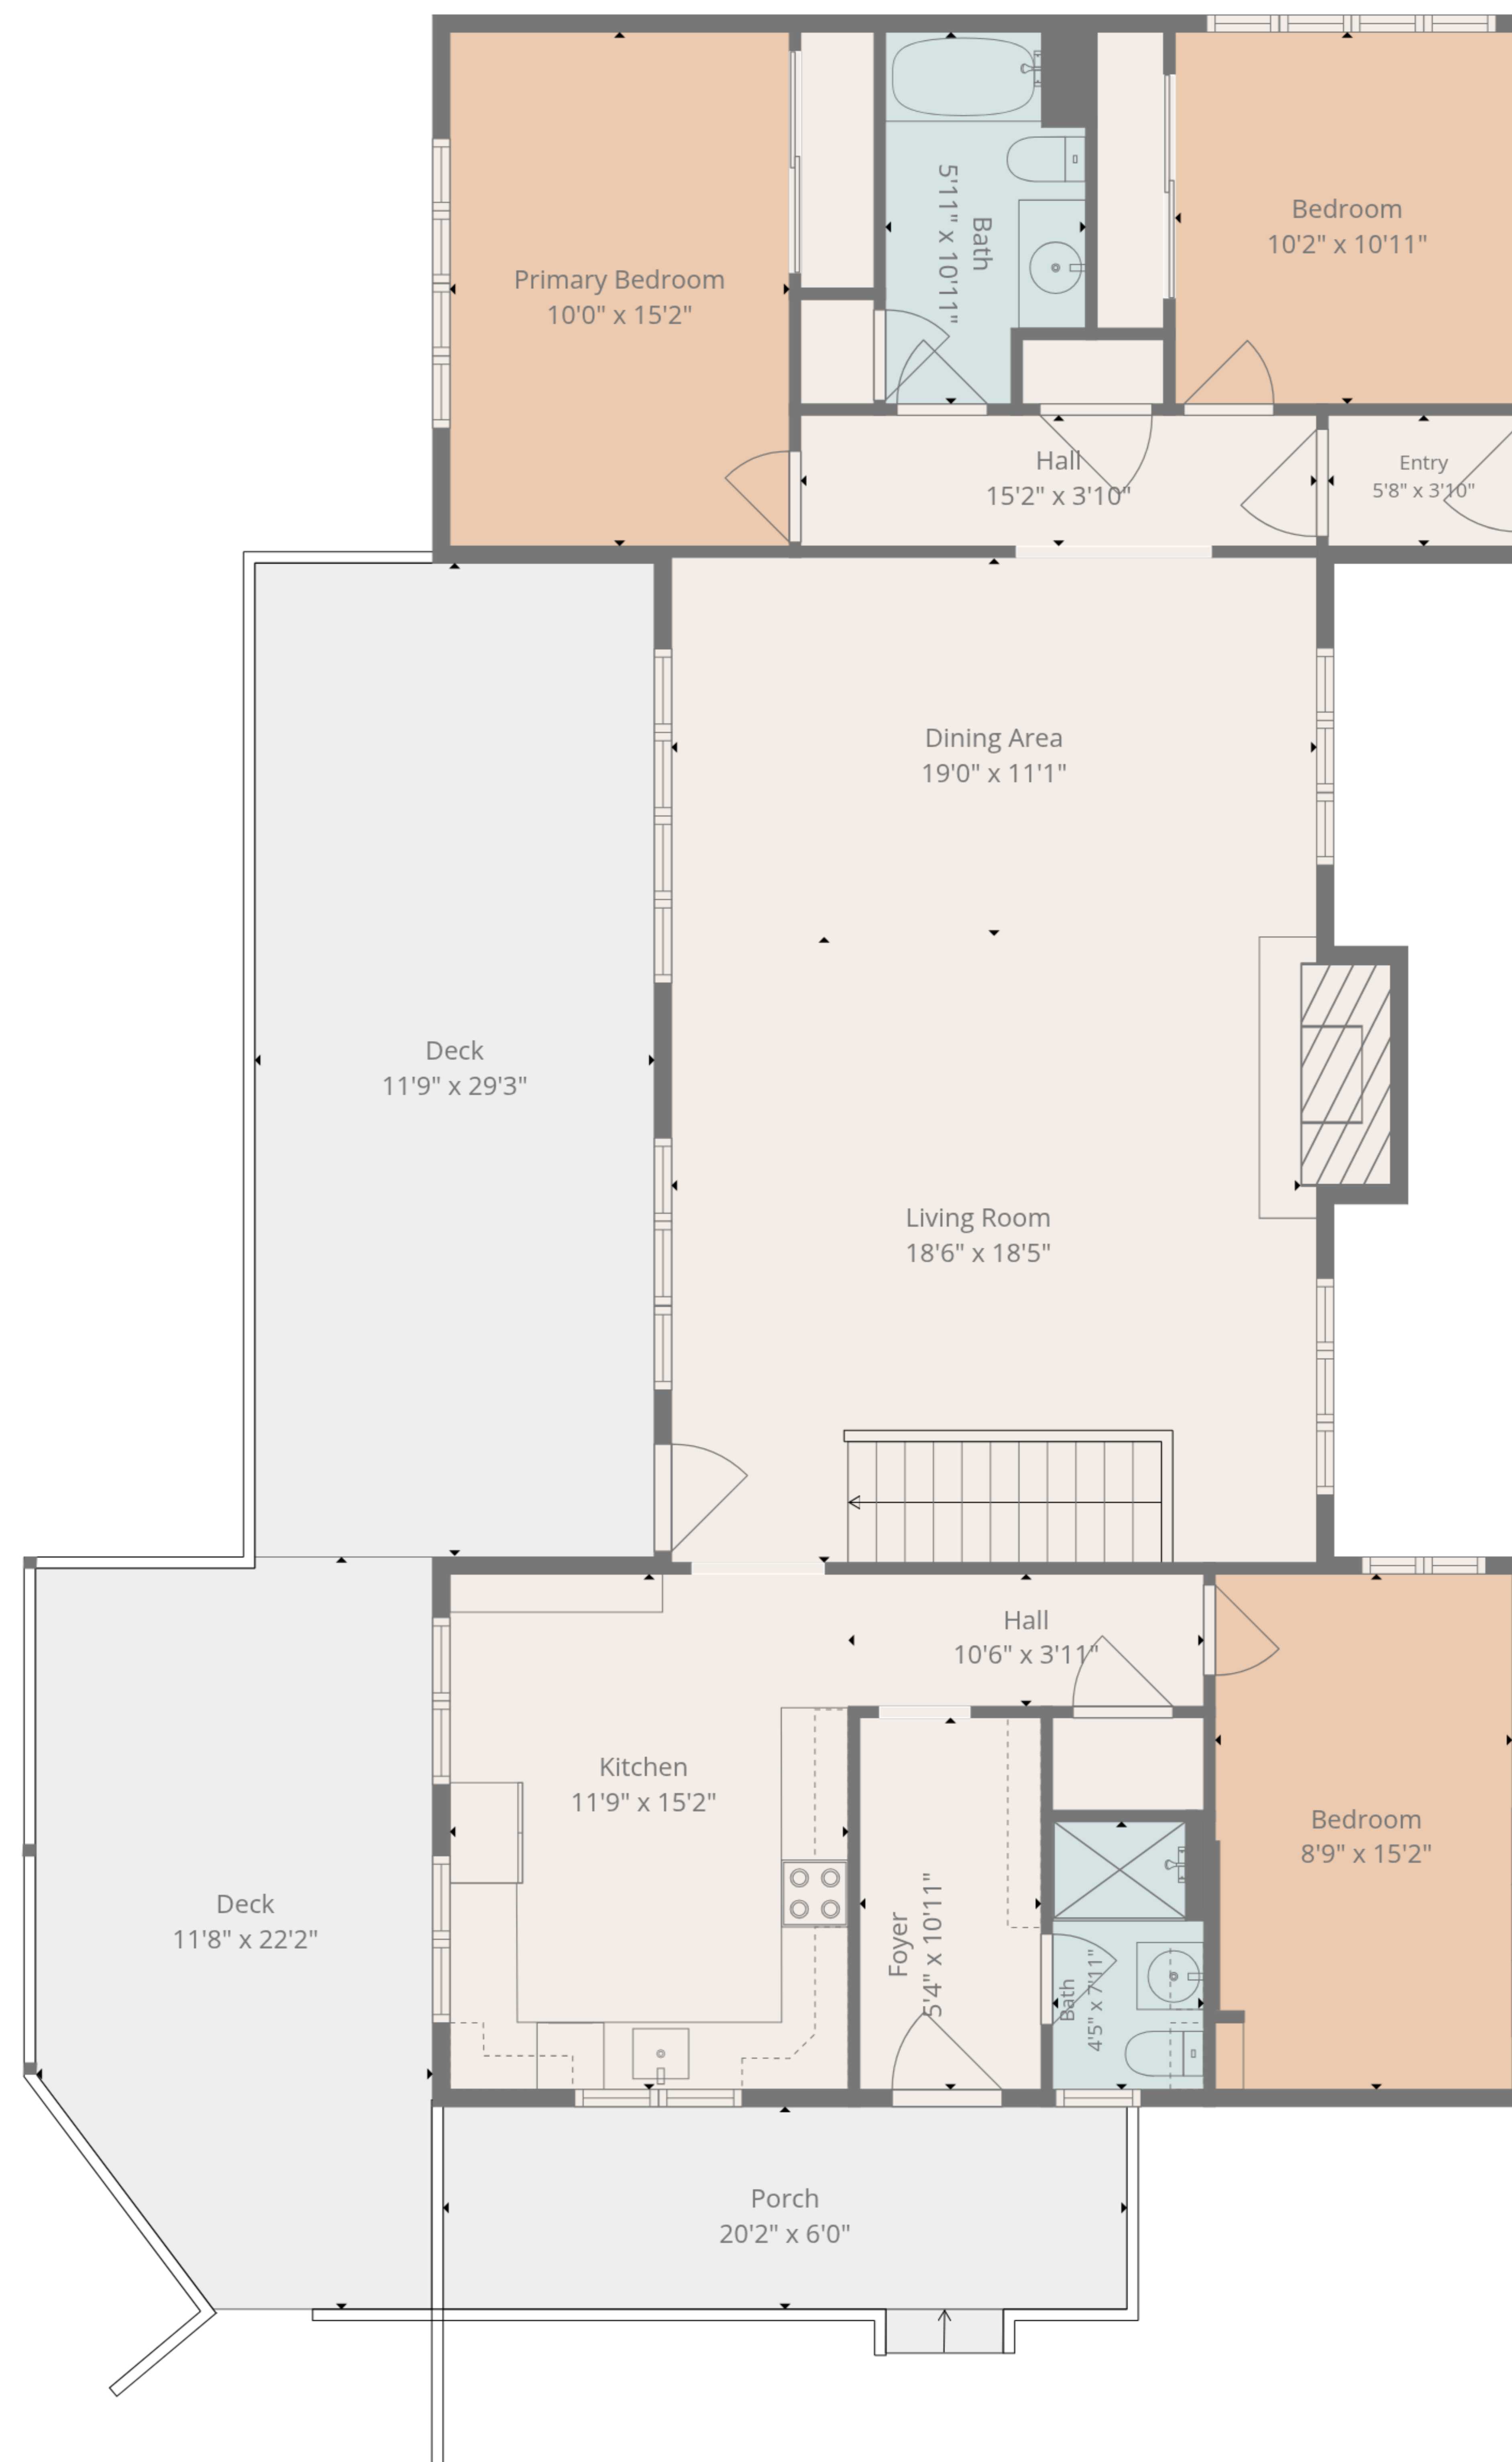 Primary Bedroom
10'0" x 15'2"
Bath
5'11" x 10'11"
Bedroom
10'2" x 10'11"
Hall
15'2" x 3'10"
Entry
5'8" x 3'10"
Dining Area
19'0" x 11'1"
Deck
11'9" x 29'3"
Living Room
18'6" x 18'5"
Hall
10'6" x 3'11"
Kitchen
11'9" x 15'2"
Bedroom
8'9" x 15'2"
Deck
11'8" x 22'2"
Foyer
5'4" x 10'11"
Bath
4'5" x 7'11"
Porch
20'2" x 6'0"